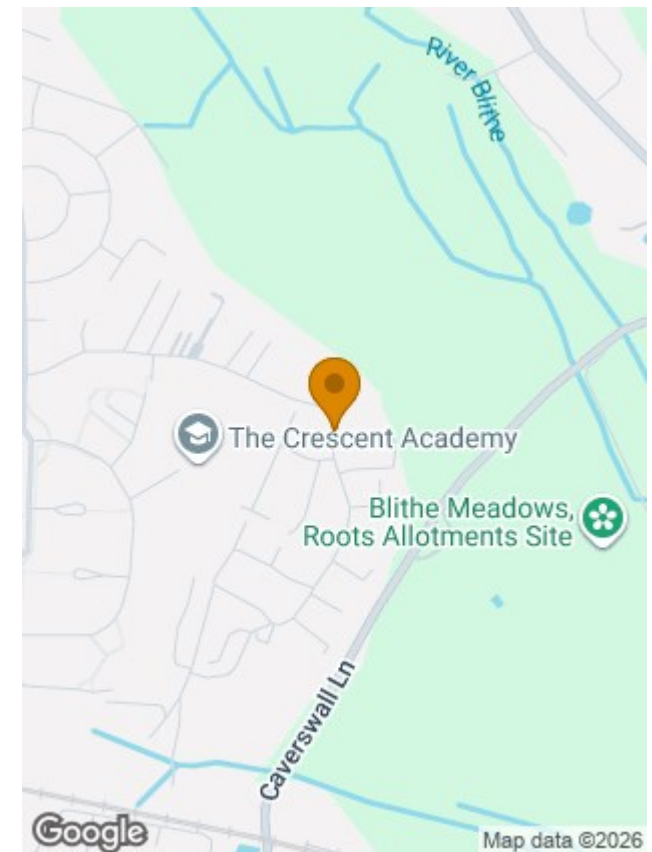 River Blithe
The Crescent Academy
Blithe Meadows,
Roots Allotments Site
Caverswall Ln
Google
Map data ©2026